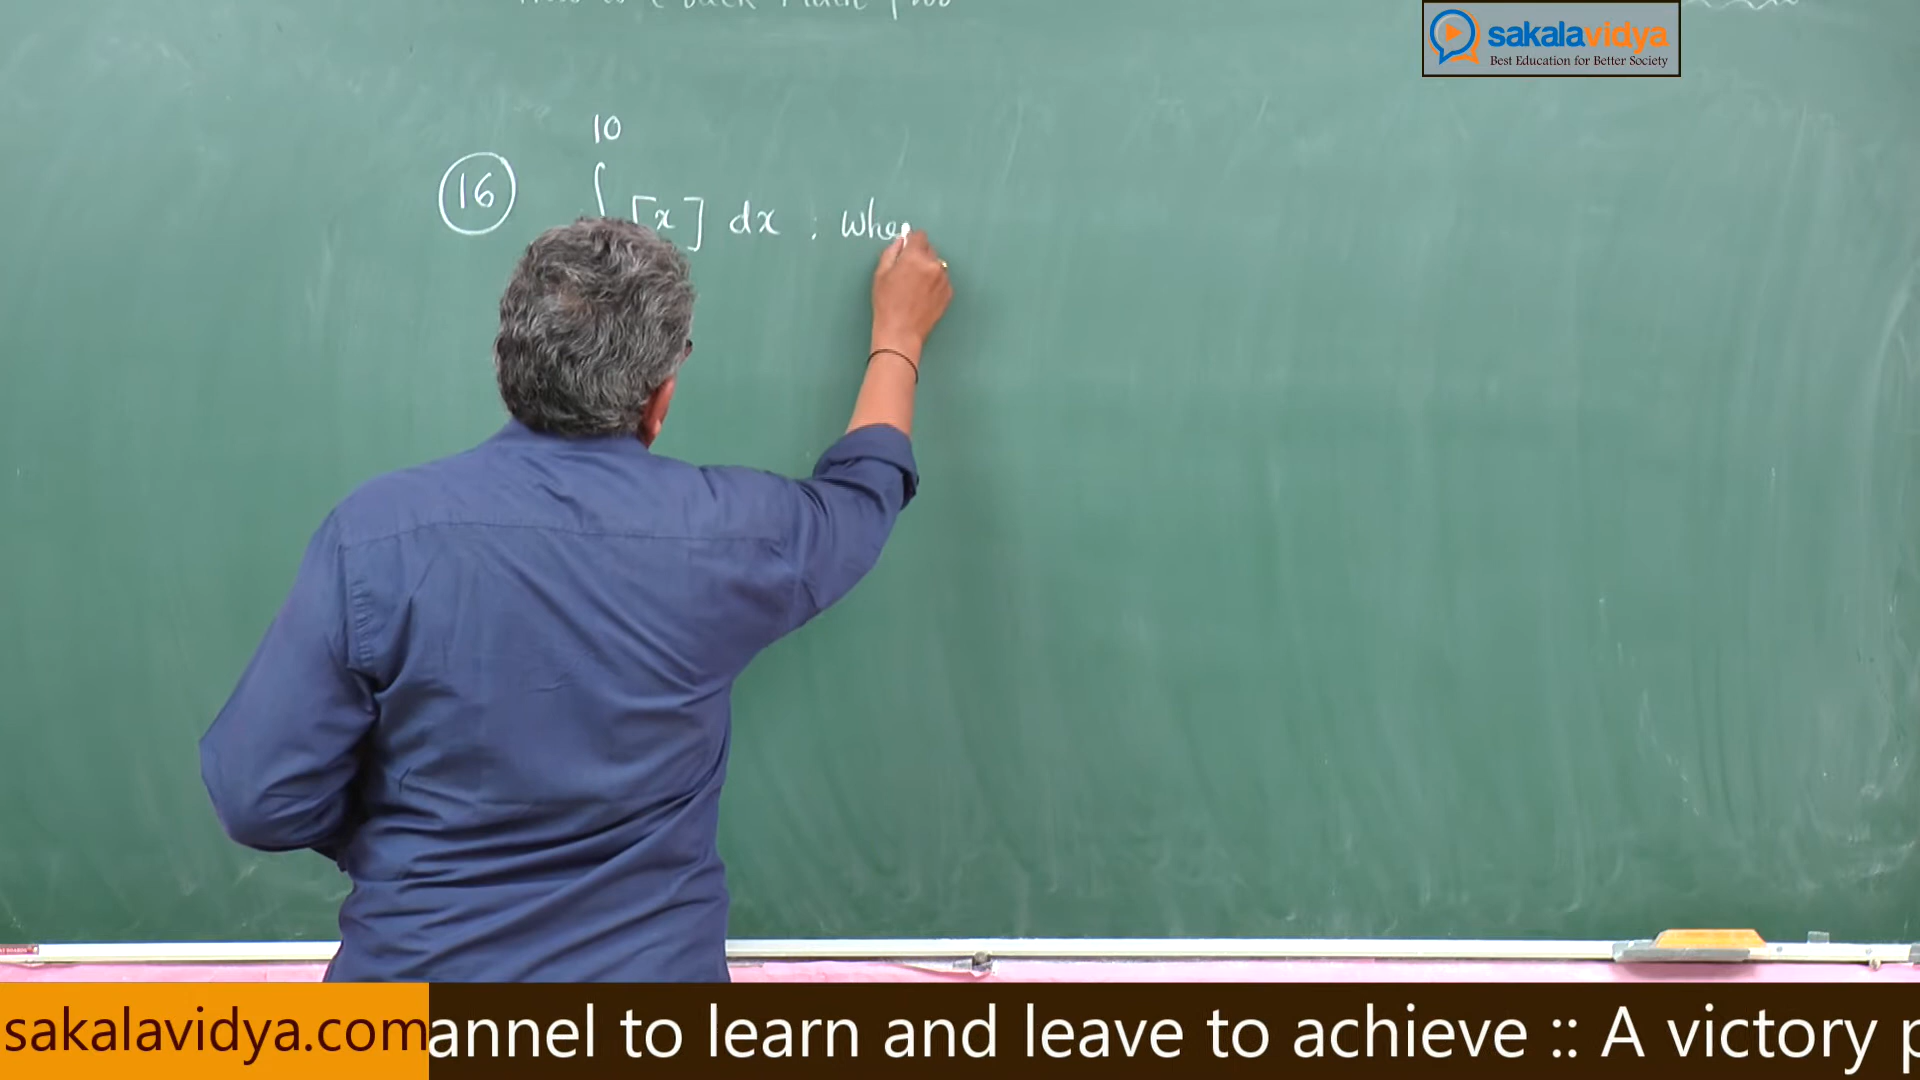 sakalavidya
Best Education for Better Society
10
16 ∫ [x] dx ; whe
sakalavidya.com annel to learn and leave to achieve :: A victory p